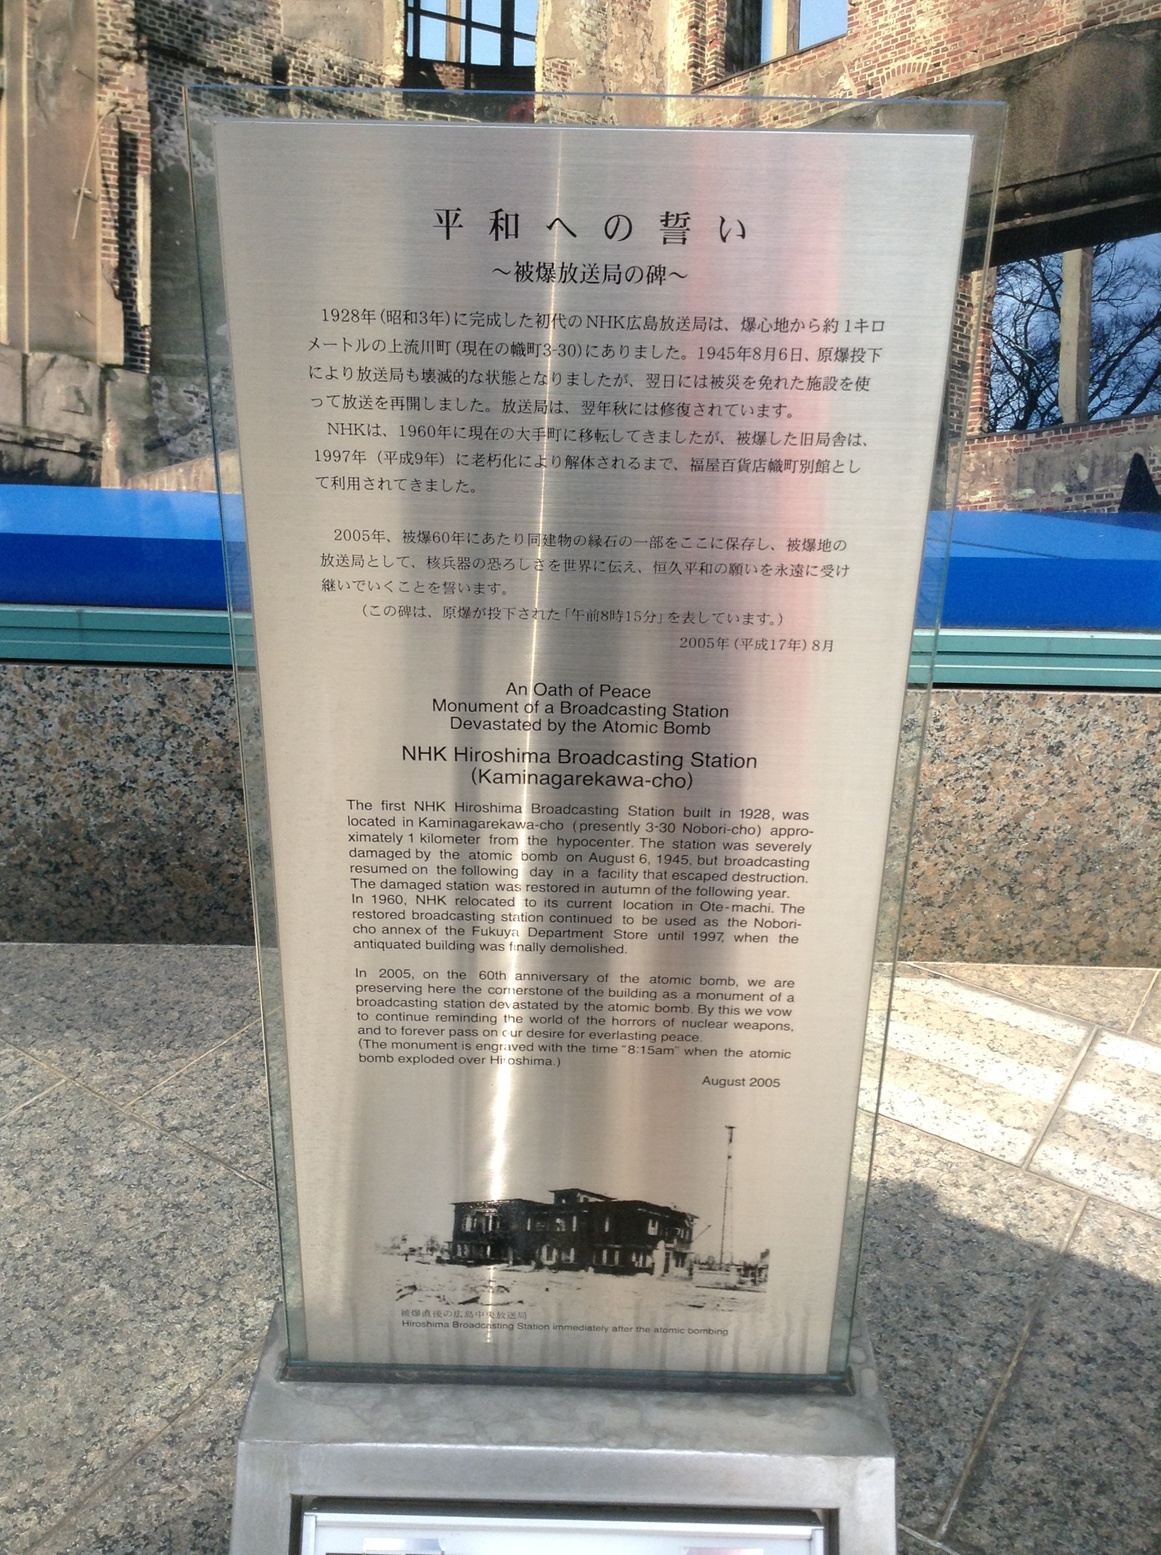 平和への誓い
～被爆放送局の碑～
1928年(昭和3年)に完成した初代のNHK広島放送局は、爆心地から約1キロ
メートルの上流川町(現在の幟町3-30)にありました。1945年8月6日、原爆投下
により放送局も壊滅的な状態となりましたが、翌日には被災を免れた施設を使
って放送を再開しました。放送局は、翌年秋には修復されています。
NHKは、1960年に現在の大手町に移転してきましたが、被爆した旧局舎は、
1997年(平成9年)に老朽化により解体されるまで、福屋百貨店幟町別館とし
て利用されてきました。
2005年、被爆60年にあたり同建物の縁石の一部をここに保存し、被爆地の
放送局として、核兵器の恐ろしさを世界に伝え、恒久平和の願いを永遠に受け
継いでいくことを誓います。
(この碑は、原爆が投下された「午前8時15分」を表しています。)
2005年(平成17年)8月
An Oath of Peace
Monument of a Broadcasting Station
Devastated by the Atomic Bomb
NHK Hiroshima Broadcasting Station
(Kaminagarekawa-cho)
The first NHK Hiroshima Broadcasting Station built in 1928, was
located in Kaminagarekawa-cho (presently 3-30 Nobori-cho) appro-
ximately 1 kilometer from the hypocenter. The station was severely
damaged by the atomic bomb on August 6, 1945, but broadcasting
resumed on the following day in a facility that escaped destruction.
The damaged station was restored in autumn of the following year.
In 1960, NHK relocated to its current location in Ote-machi. The
restored broadcasting station continued to be used as the Nobori-
cho annex of the Fukuya Department Store until 1997, when the
antiquated building was finally demolished.
In 2005, on the 60th anniversary of the atomic bomb, we are
preserving here the cornerstone of the building as a monument of a
broadcasting station devastated by the atomic bomb. By this we vow
to continue reminding the world of the horrors of nuclear weapons,
and to forever pass on our desire for everlasting peace.
(The monument is engraved with the time "8:15am" when the atomic
bomb exploded over Hiroshima.)
August 2005
被爆直後の広島中央放送局
Hiroshima Broadcasting Station immediately after the atomic bombing